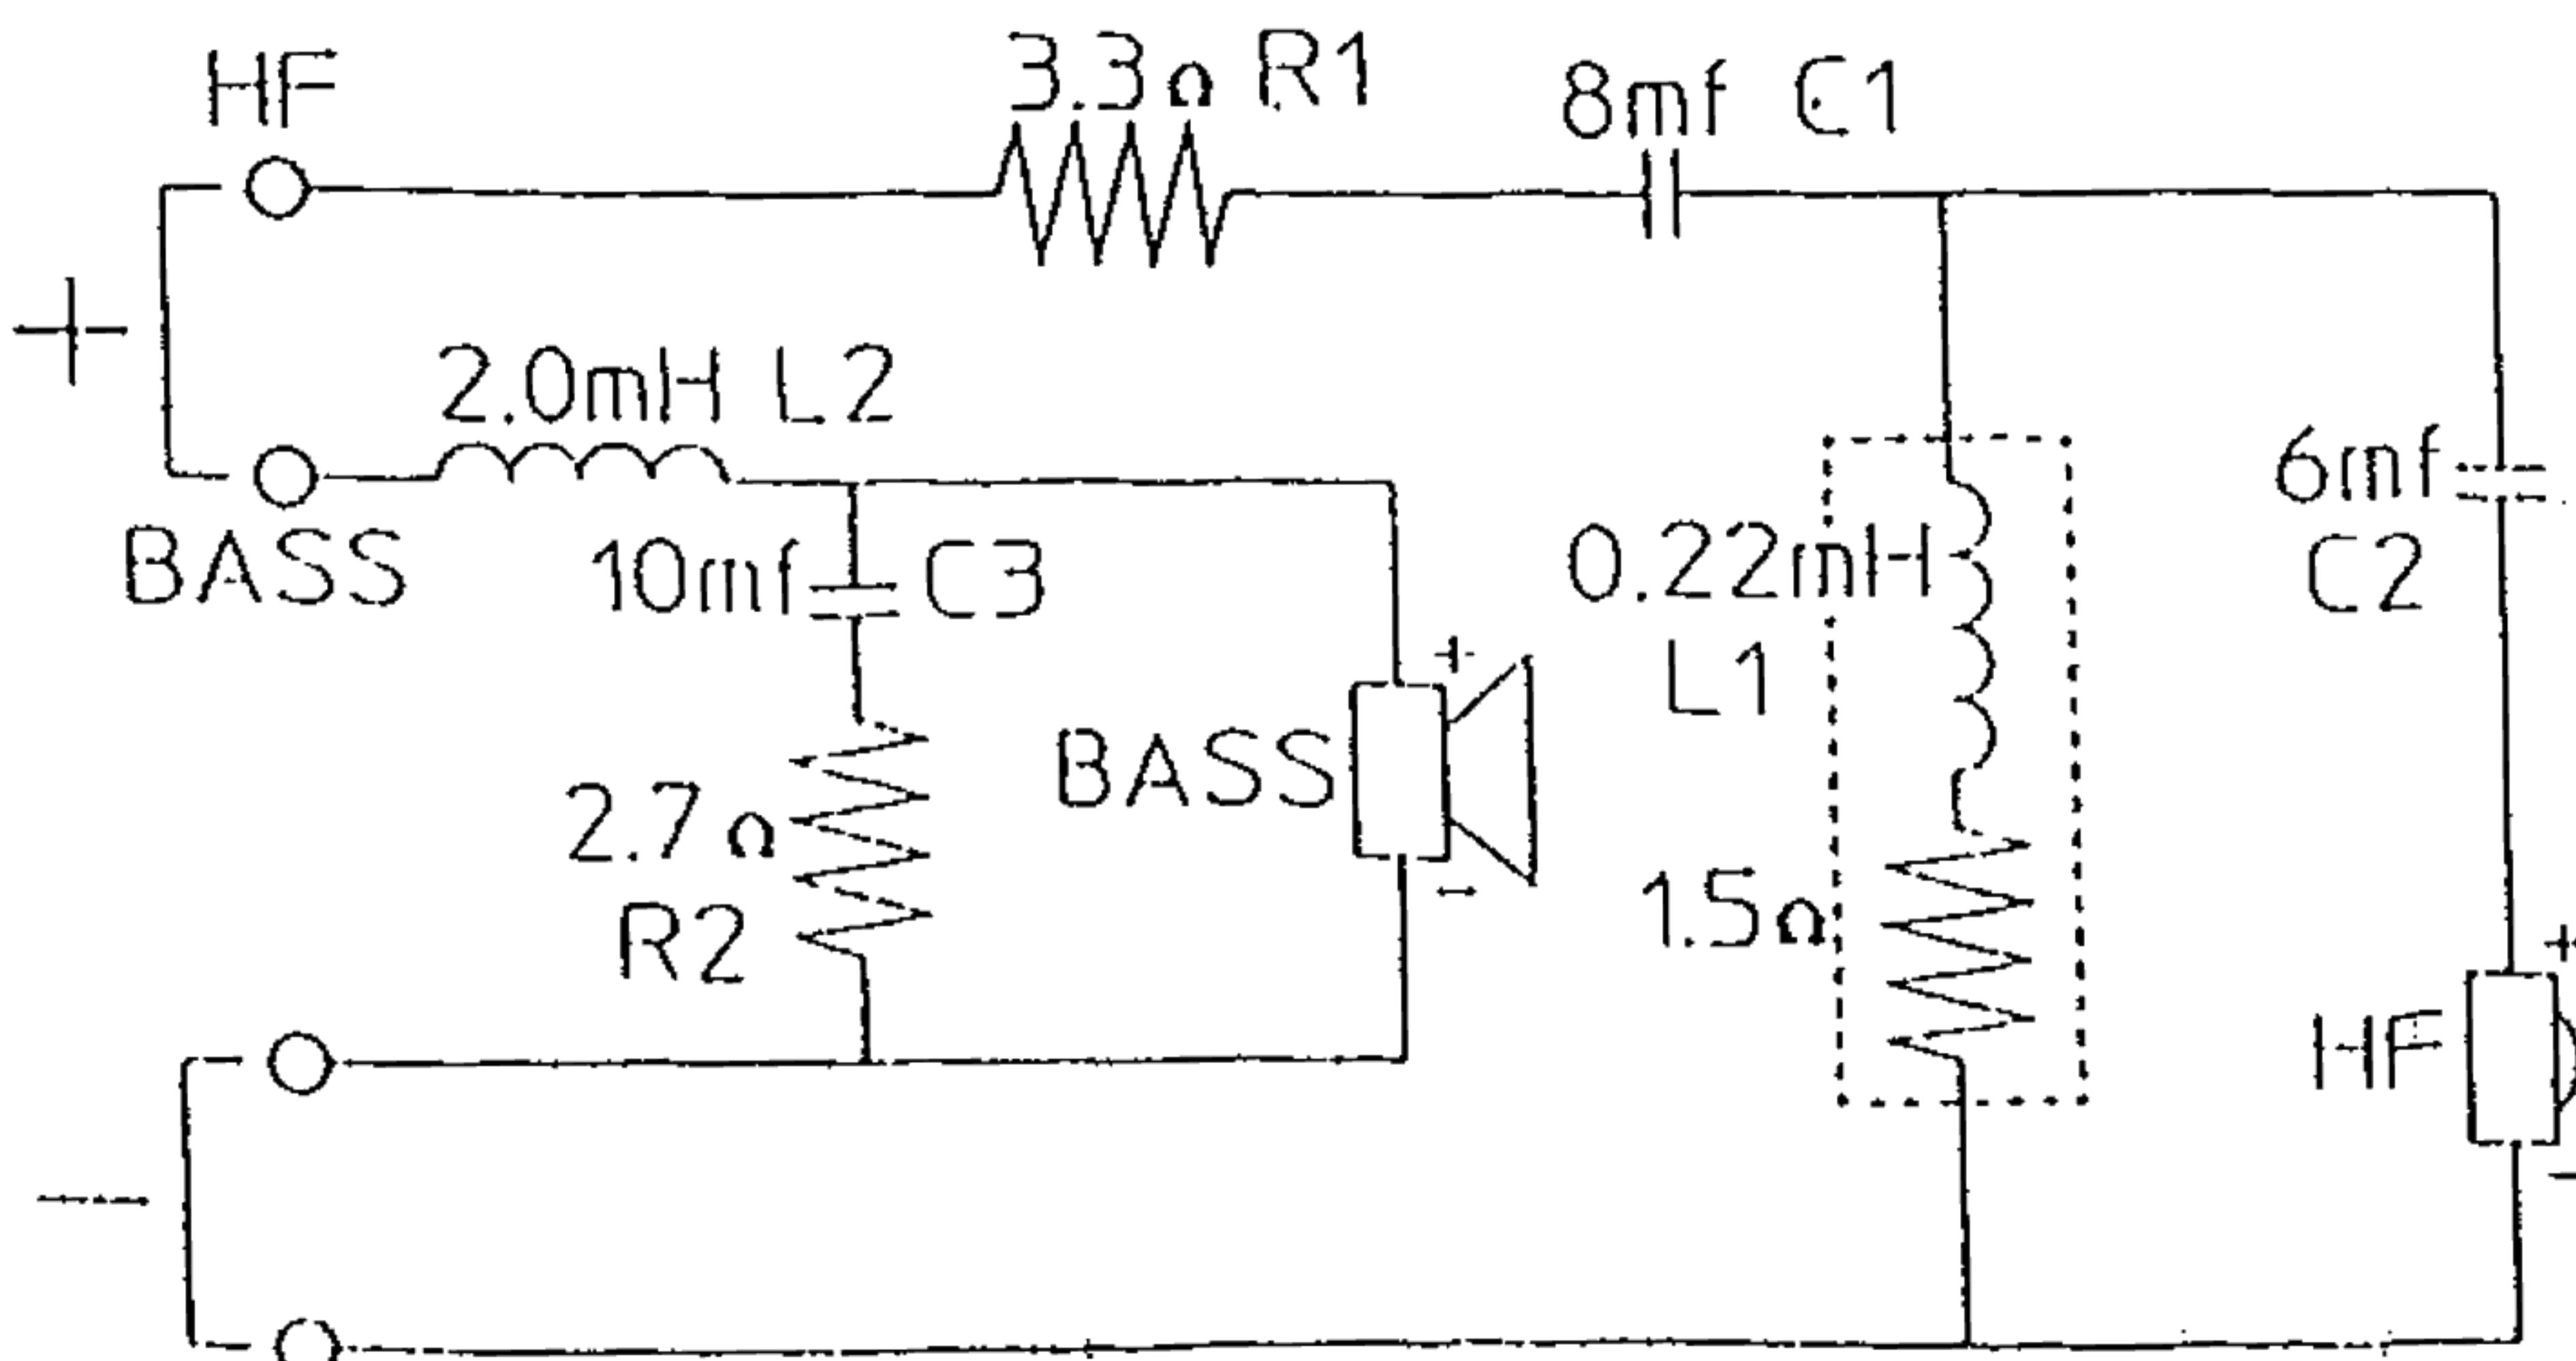 HF
3.3Ω R1
8mf C1
+
2.0mH L2
BASS
10mf C3
2.7Ω
R2
BASS
+
-
0.22mH
L1
1.5Ω
6mf
C2
HF
+
-
-